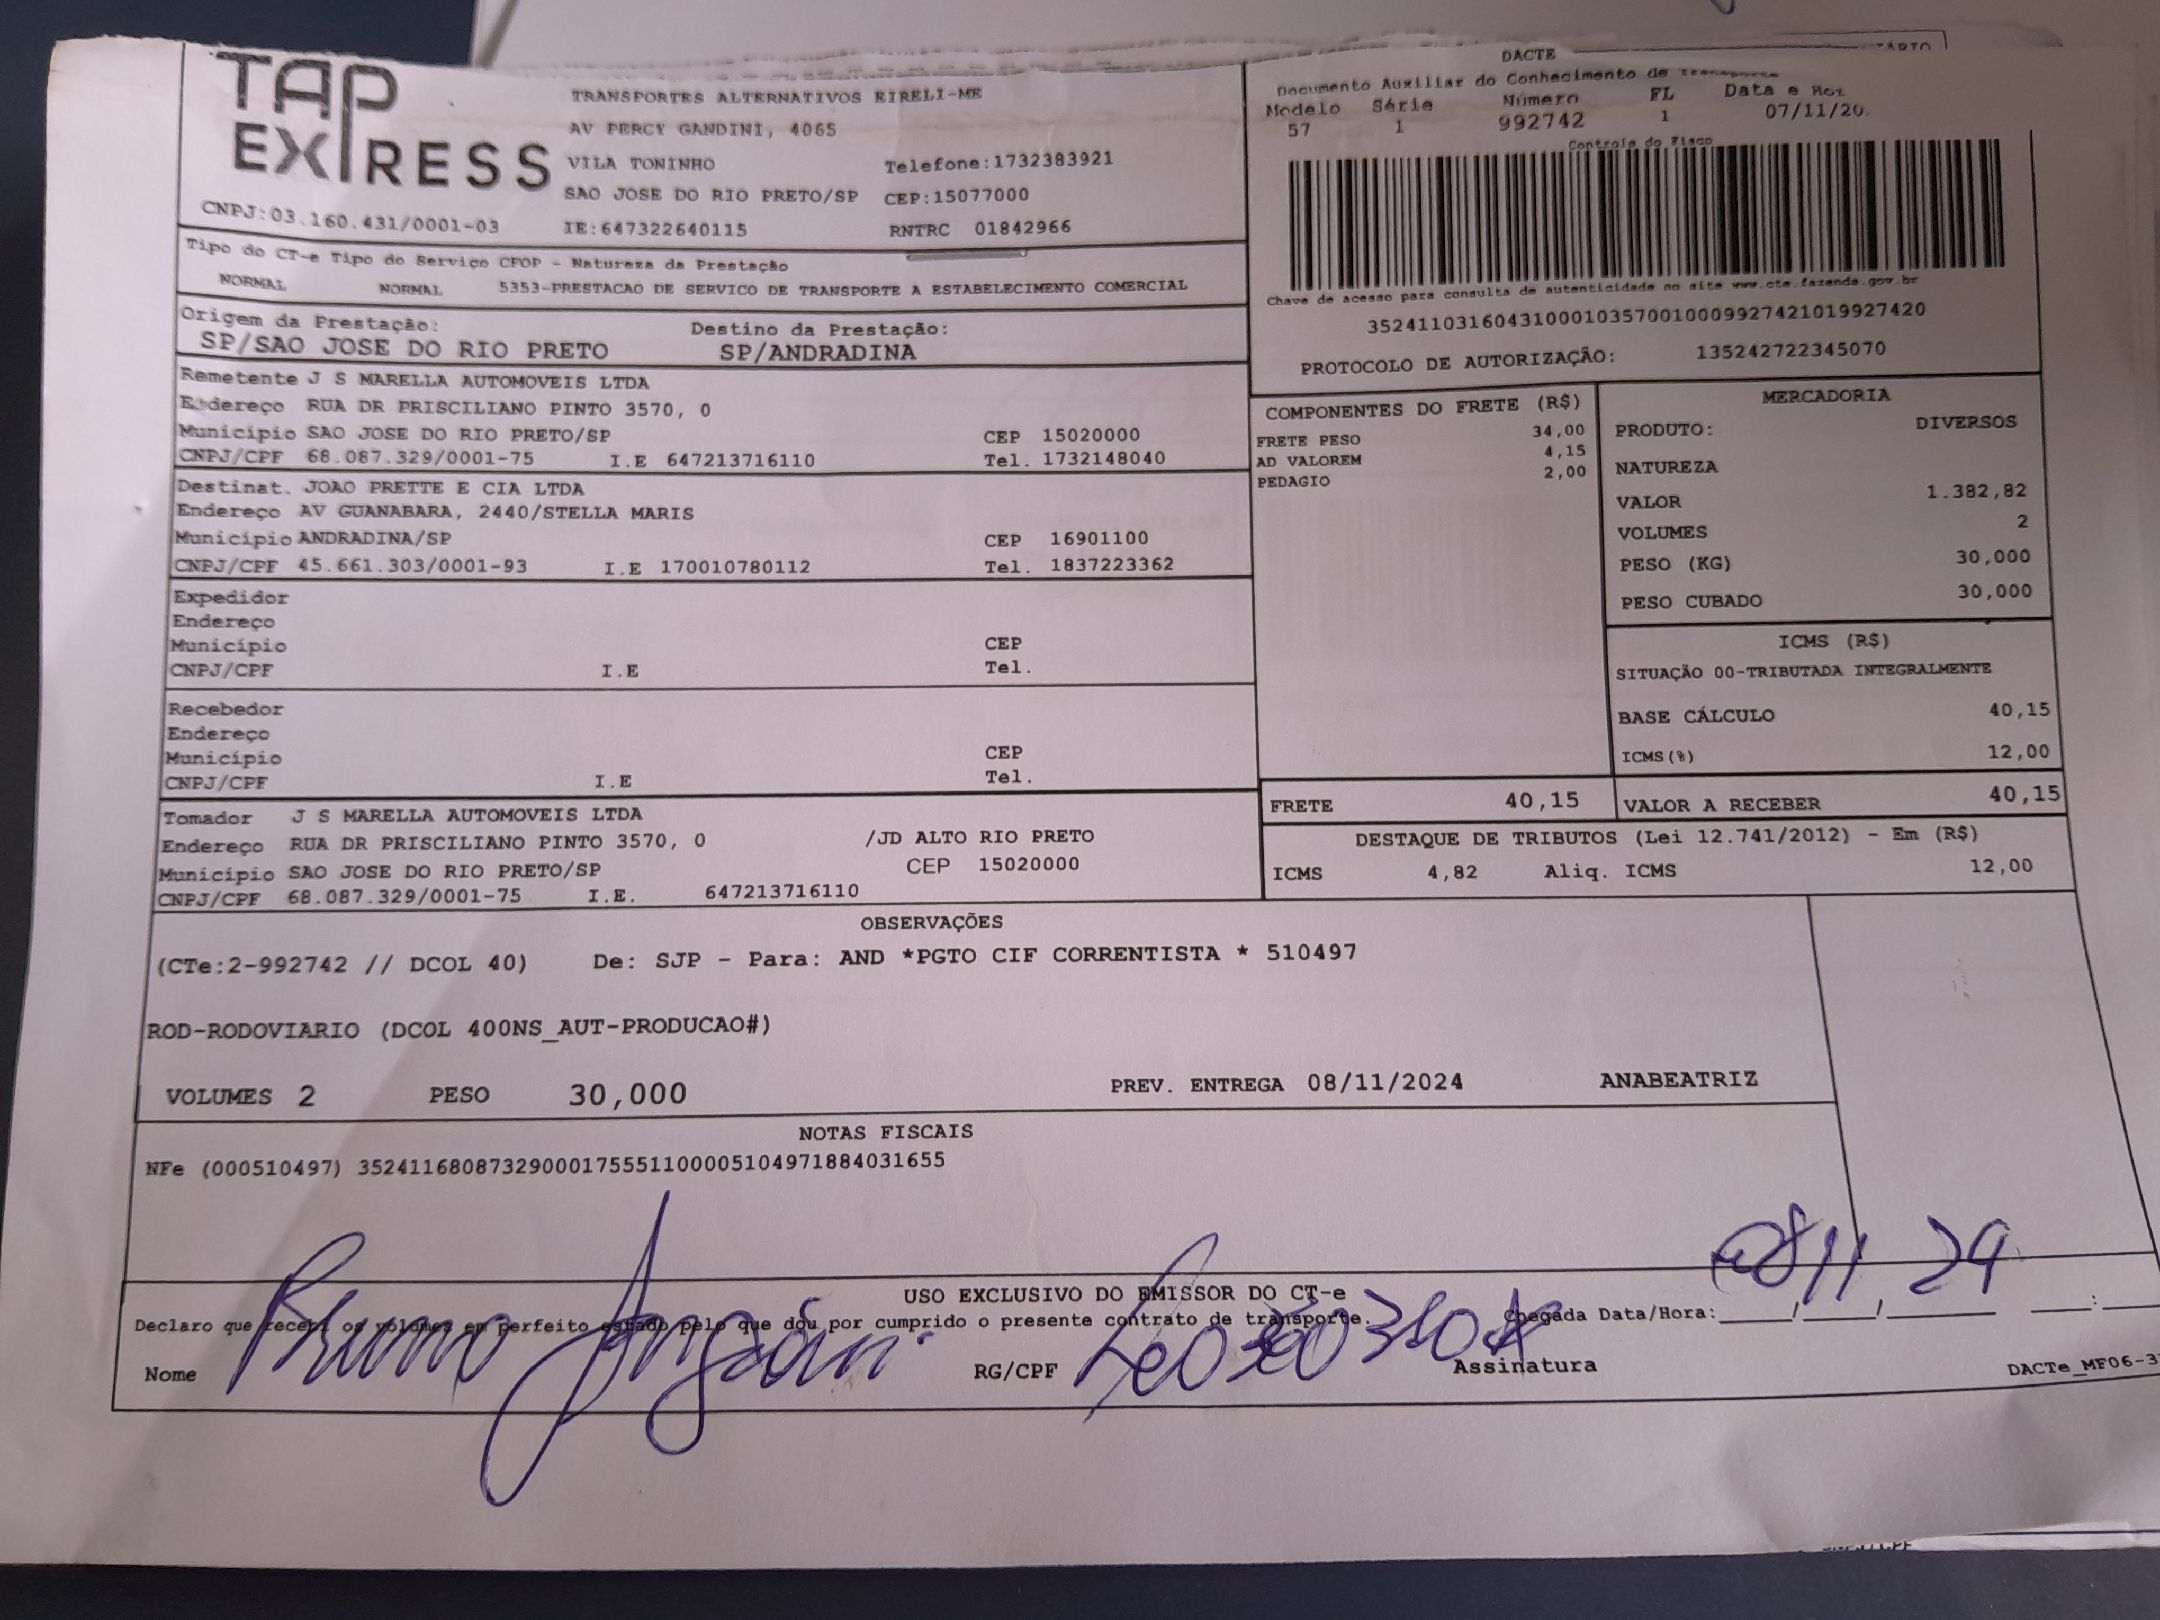 TAP
EXPRESS
CNPJ:03.160.431/0001-03
TRANSPORTES ALTERNATIVOS EIRELI-ME
AV PERCY GANDINI, 4065
VILA TONINHO Telefone:1732383921
SAO JOSE DO RIO PRETO/SP CEP:15077000
IE:647322640115 RNTRC 01842966
DACTE
Documento Auxiliar do Conhecimento de
Modelo Série Número FL Data e
57 1 992742 1 07/11/20
Controle do Fisco
Chave de acesso para consulta de autenticidade no site www.cte.fazenda.gov.br
35241103160431000103570010009927421019927420
PROTOCOLO DE AUTORIZAÇÃO: 135242722345070
Tipo do CT-e Tipo do Serviço CFOP - Natureza da Prestação
NORMAL NORMAL 5353-PRESTACAO DE SERVICO DE TRANSPORTE A ESTABELECIMENTO COMERCIAL
Origem da Prestação: Destino da Prestação:
SP/SAO JOSE DO RIO PRETO SP/ANDRADINA
Remetente J S MARELLA AUTOMOVEIS LTDA
Endereço RUA DR PRISCILIANO PINTO 3570, 0
Município SAO JOSE DO RIO PRETO/SP CEP 15020000
CNPJ/CPF 68.087.329/0001-75 I.E 647213716110 Tel. 1732148040
Destinat. JOAO PRETTE E CIA LTDA
Endereço AV GUANABARA, 2440/STELLA MARIS
Município ANDRADINA/SP CEP 16901100
CNPJ/CPF 45.661.303/0001-93 I.E 170010780112 Tel. 1837223362
Expedidor
Endereço
Município CEP
CNPJ/CPF I.E Tel.
Recebedor
Endereço
Município CEP
CNPJ/CPF I.E Tel.
Tomador J S MARELLA AUTOMOVEIS LTDA
Endereço RUA DR PRISCILIANO PINTO 3570, 0 /JD ALTO RIO PRETO
Município SAO JOSE DO RIO PRETO/SP CEP 15020000
CNPJ/CPF 68.087.329/0001-75 I.E. 647213716110
COMPONENTES DO FRETE (R$)
FRETE PESO 34,00
AD VALOREM 4,15
PEDAGIO 2,00
MERCADORIA
PRODUTO: DIVERSOS
NATUREZA
VALOR 1.382,82
VOLUMES 2
PESO (KG) 30,000
PESO CUBADO 30,000
ICMS (R$)
SITUAÇÃO 00-TRIBUTADA INTEGRALMENTE
BASE CÁLCULO 40,15
ICMS(%) 12,00
FRETE 40,15 VALOR A RECEBER 40,15
DESTAQUE DE TRIBUTOS (Lei 12.741/2012) - Em (R$)
ICMS 4,82 Aliq. ICMS 12,00
OBSERVAÇÕES
(CTe:2-992742 // DCOL 40) De: SJP - Para: AND *PGTO CIF CORRENTISTA * 510497
ROD-RODOVIARIO (DCOL 400NS_AUT-PRODUCAO#)
VOLUMES 2 PESO 30,000 PREV. ENTREGA 08/11/2024 ANABEATRIZ
NOTAS FISCAIS
NFe (000510497) 35241168087329000175551100005104971884031655
08 11 24
USO EXCLUSIVO DO EMISSOR DO CT-e
Declaro que recebi os volumes em perfeito estado pelo que dou por cumprido o presente contrato de transporte. Chegada Data/Hora:____/____/______ ___:___
Nome Bruno RG/CPF Assinatura
DACTe_MF06-3